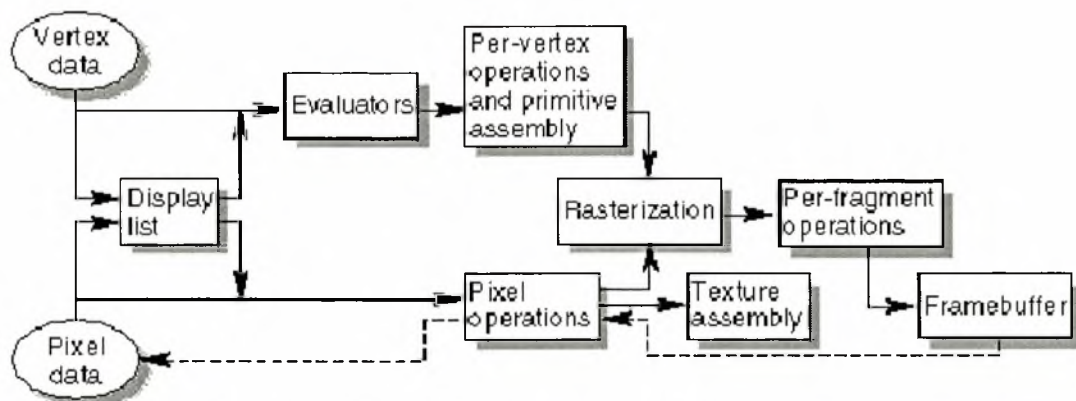 Vertex
data
Evaluators
Per-vertex
operations
and primitive
assembly
Display
list
Rasterization
Per-fragment
operations
Pixel
operations
Texture
assembly
Framebuffer
Pixel
data